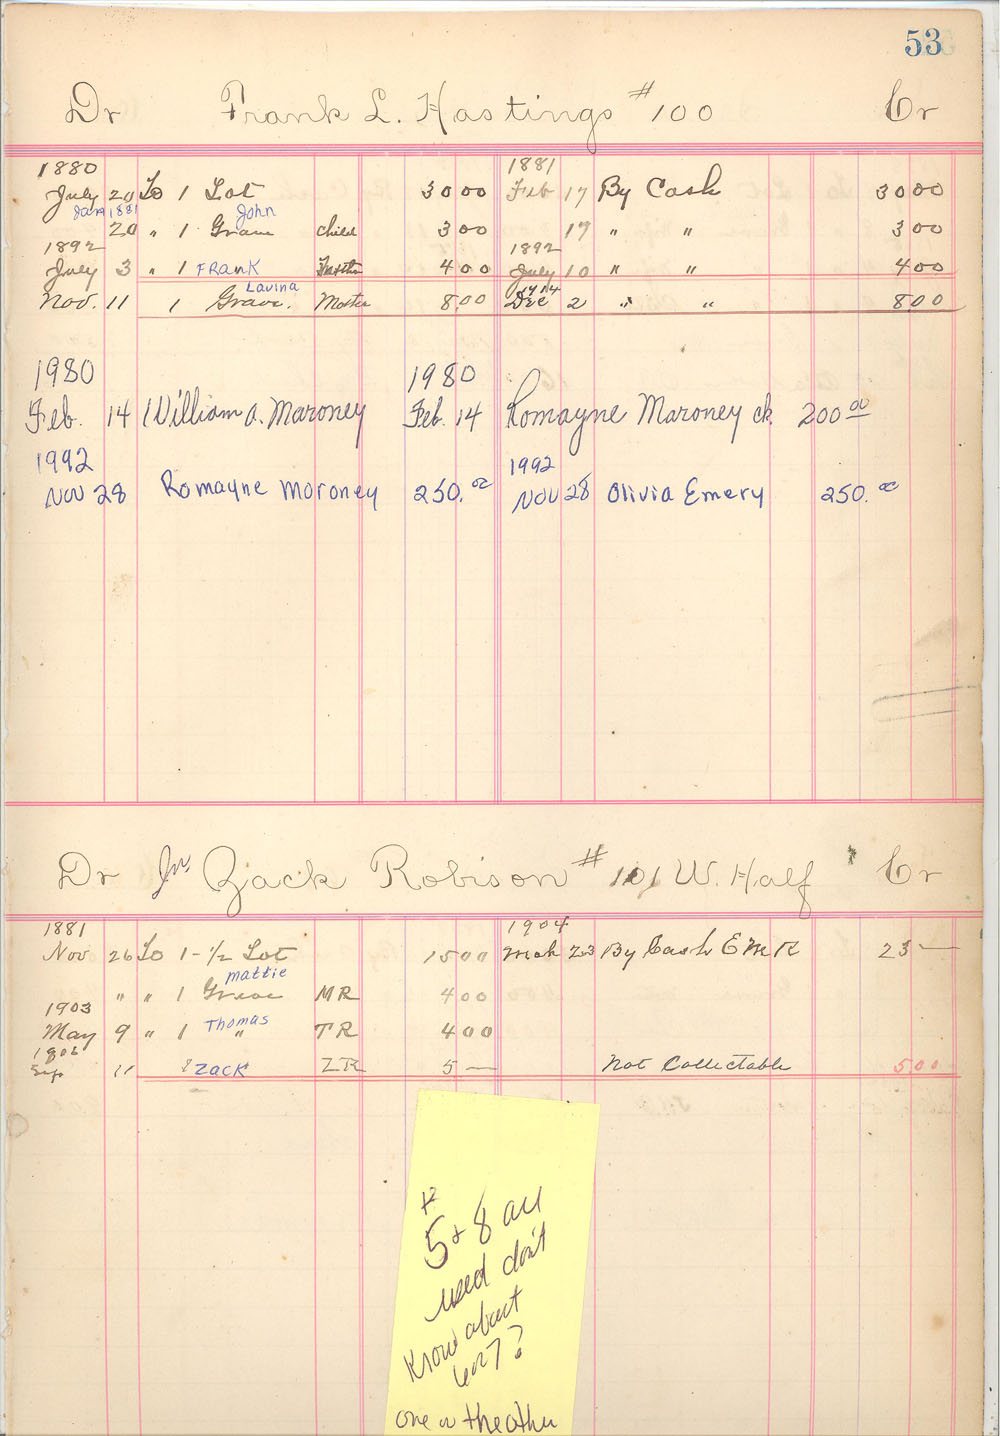 53
Dr Frank L. Hastings #100 Cr
1880 1881
July 20 To 1 Lot 30 00 Feb 17 By Cash 30 00
Jan 1881 John
20 " 1 Grave child 3 00 17 " " 3 00
1892 1892
July 3 " 1 FRANK 4 00 July 10 " " 4 00
Lavina 1914
Nov. 11 1 Grave. Mother 8.00 Dec 2 " " 8.00
1980 1980
Feb. 14 William A. Maroney Feb. 14 Romayne Maroney ck. 200 00
1992 1992
NOV 28 Romayne Moroney 250. oo NOV 28 Olivia Emery 250. oo
Dr Zack Robison #101 W. Half Cr
1881 1904
Nov 26 To 1-1/2 Lot 15 00 Mch 23 By Cash E M R 23 —
mattie
" " 1 Grave MR 4 00
1903 Thomas
May 9 " 1 " TR 4 00
Sep 11 1 ZACK ZR 5 — Not Collectable 5.00
5 + 8 all
used don't
know about
6 or 7?
one or the other